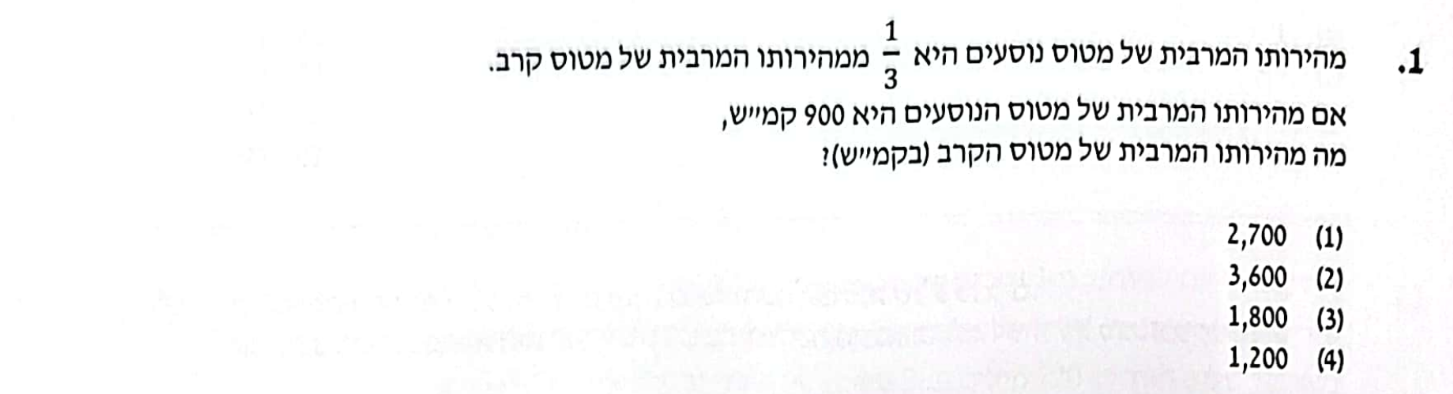 1. מהירותו המרבית של מטוס נוסעים היא 1/3 ממהירותו המרבית של מטוס קרב.
אם מהירותו המרבית של מטוס הנוסעים היא 900 קמ״ש,
מה מהירותו המרבית של מטוס הקרב (בקמ״ש)?
(1) 2,700
(2) 3,600
(3) 1,800
(4) 1,200